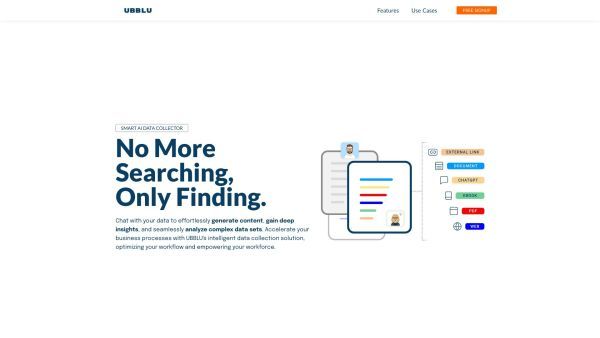 UBBLU
Features
Use Cases
FREE SIGNUP
SMART AI DATA COLLECTOR
No More
Searching,
Only Finding.
Chat with your data to effortlessly generate content, gain deep
insights, and seamlessly analyze complex data sets. Accelerate your
business processes with UBBLU's intelligent data collection solution,
optimizing your workflow and empowering your workforce.
EXTERNAL LINK
DOCUMENT
CHATGPT
EBOOK
PDF
WEB